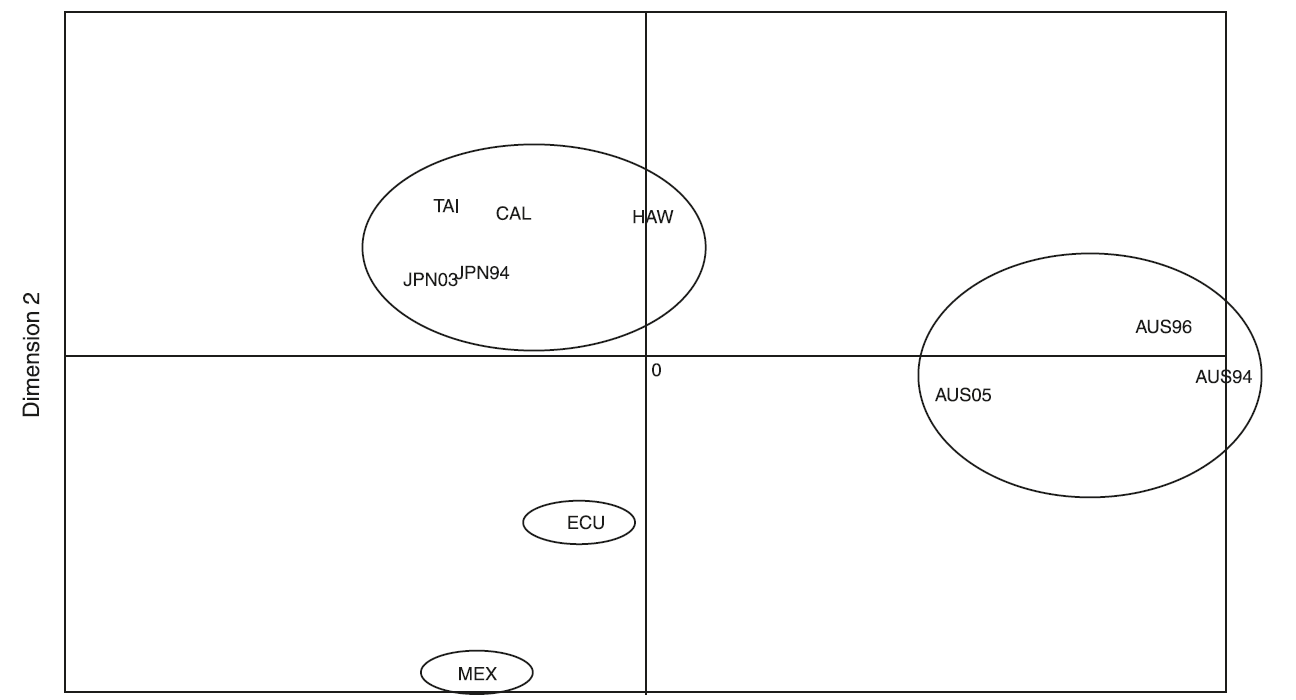 TAI
CAL
HAW
JPN03
JPN94
AUS96
0
AUS94
AUS05
Dimension 2
ECU
MEX